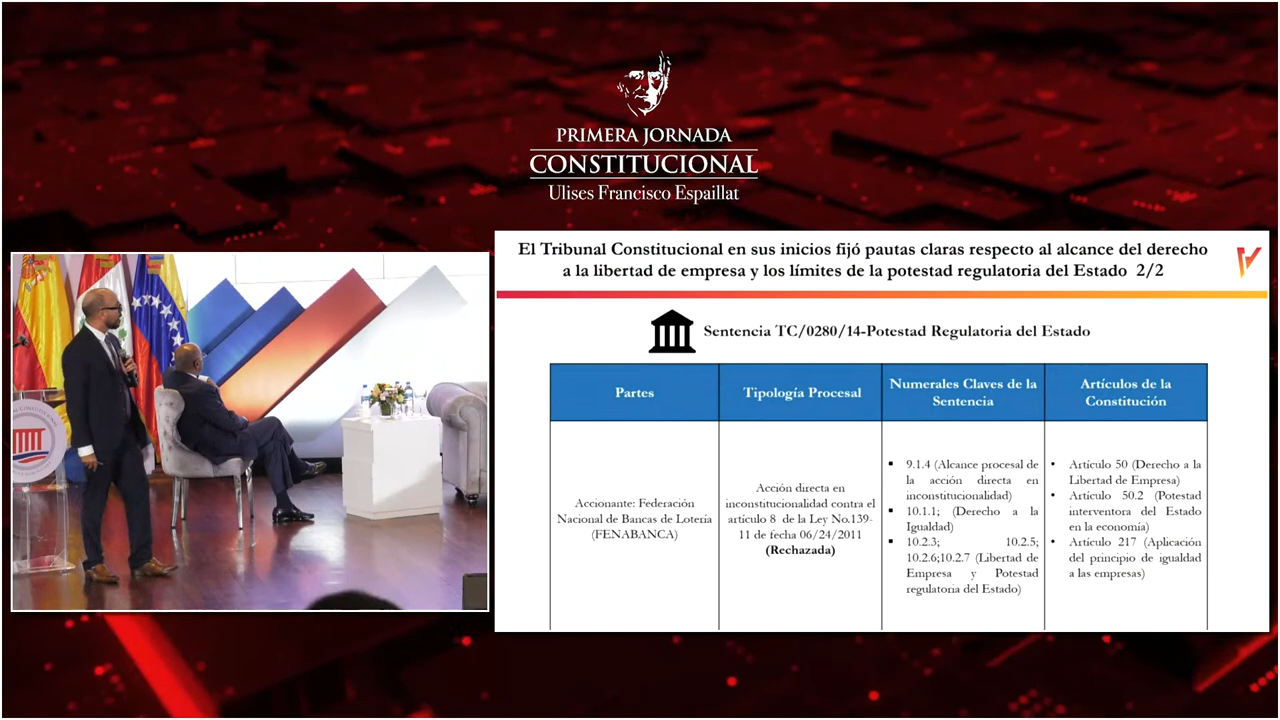 PRIMERA JORNADA
CONSTITUCIONAL
Ulises Francisco Espaillat
El Tribunal Constitucional en sus inicios fijó pautas claras respecto al alcance del derecho
a la libertad de empresa y los límites de la potestad regulatoria del Estado 2/2
Sentencia TC/0280/14-Potestad Regulatoria del Estado
Partes
Tipología Procesal
Numerales Claves de la
Sentencia
Artículos de la
Constitución
Accionante: Federación
Nacional de Bancas de Lotería
(FENABANCA)
Acción directa en
inconstitucionalidad contra el
artículo 8 de la Ley No.139-
11 de fecha 06/24/2011
(Rechazada)
▪ 9.1.4 (Alcance procesal de
la acción directa en
inconstitucionalidad)
▪ 10.1.1; (Derecho a la
Igualdad)
▪ 10.2.3; 10.2.5;
10.2.6;10.2.7 (Libertad de
Empresa y Potestad
regulatoria del Estado)
• Artículo 50 (Derecho a la
Libertad de Empresa)
• Artículo 50.2 (Potestad
interventora del Estado
en la economía)
• Artículo 217 (Aplicación
del principio de igualdad
a las empresas)